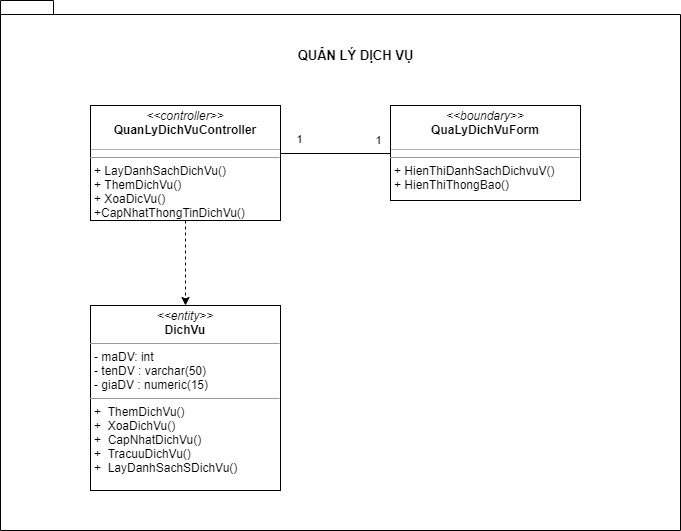 QUẢN LÝ DỊCH VỤ
<<controller>>
QuanLyDichVuController
+ LayDanhSachDichVu()
+ ThemDichVu()
+ XoaDicVu()
+CapNhatThongTinDichVu()
1
1
<<boundary>>
QuaLyDichVuForm
+ HienThiDanhSachDichvuV()
+ HienThiThongBao()
<<entity>>
DichVu
- maDV: int
- tenDV : varchar(50)
- giaDV : numeric(15)
+ ThemDichVu()
+ XoaDichVu()
+ CapNhatDichVu()
+ TracuuDichVu()
+ LayDanhSachSDichVu()